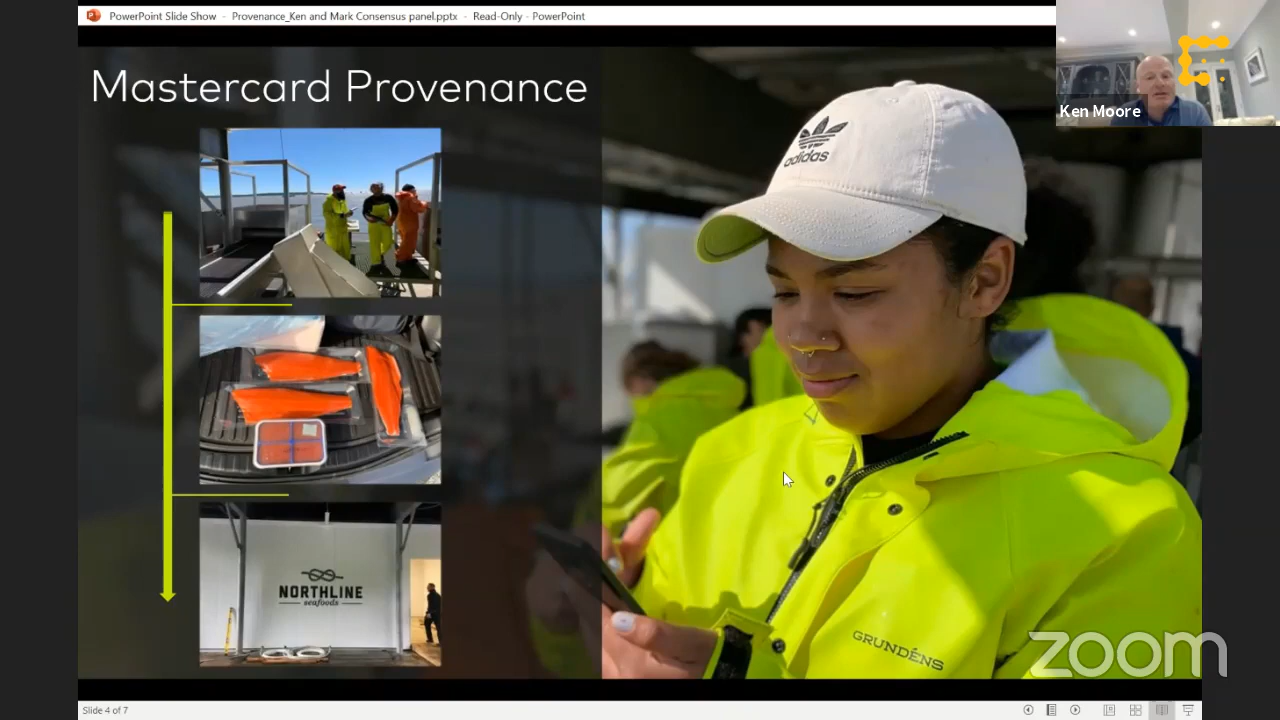 PowerPoint Slide Show - Provenance_Ken and Mark Consensus panel.pptx - Read-Only - PowerPoint
Ken Moore
Mastercard Provenance
adidas
NORTHLINE
seafoods
GRUNDÉNS
zoom
Slide 4 of 7